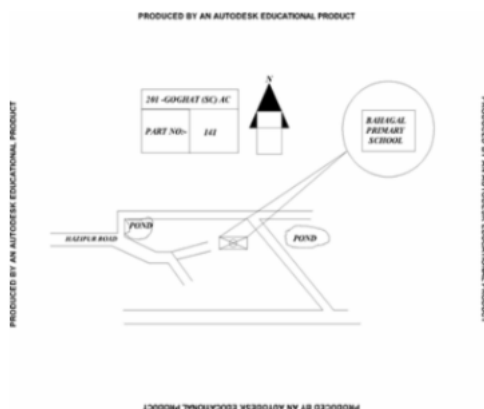 PRODUCED BY AN AUTODESK EDUCATIONAL PRODUCT
N
201 -GOGHAT (SC) AC
PART NO:- 141
BAHAGAL
PRIMARY
SCHOOL
POND
HAZIPUR ROAD
POND
PRODUCED BY AN AUTODESK EDUCATIONAL PRODUCT
PRODUCED BY AN AUTODESK EDUCATIONAL PRODUCT
PRODUCED BY AN AUTODESK EDUCATIONAL PRODUCT